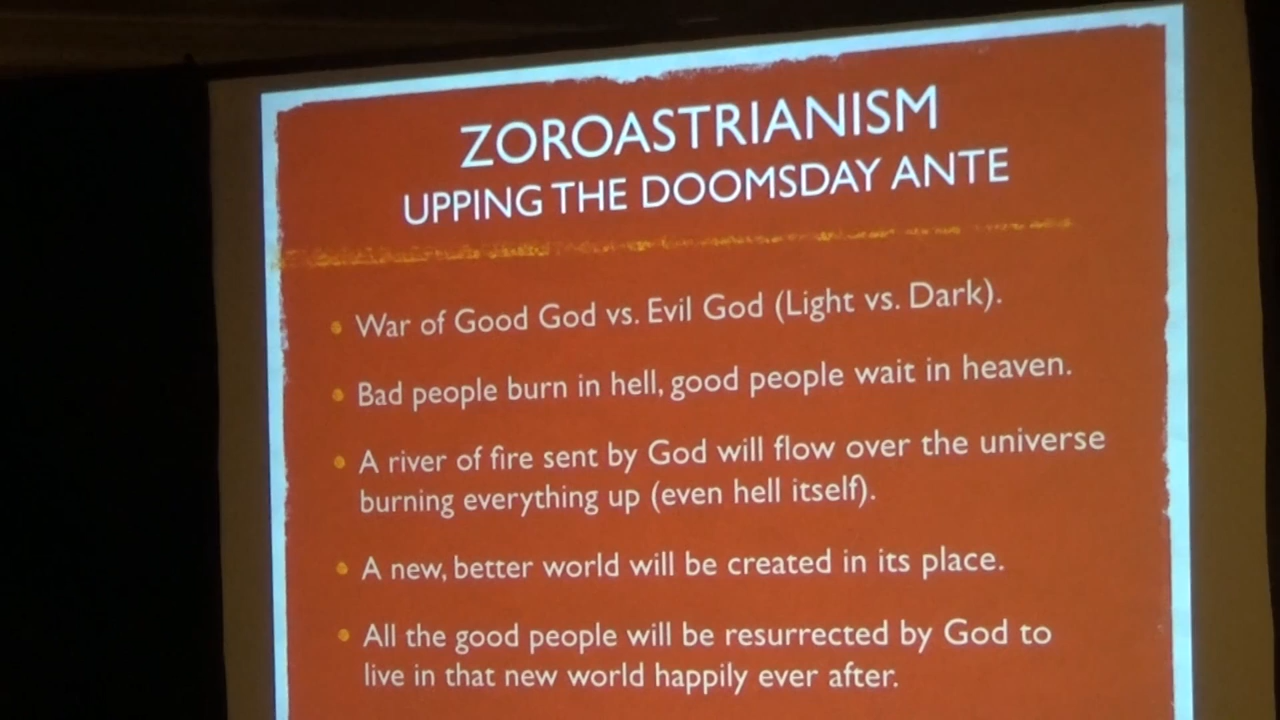 ZOROASTRIANISM
UPPING THE DOOMSDAY ANTE
• War of Good God vs. Evil God (Light vs. Dark).
• Bad people burn in hell, good people wait in heaven.
• A river of fire sent by God will flow over the universe
burning everything up (even hell itself).
• A new, better world will be created in its place.
• All the good people will be resurrected by God to
live in that new world happily ever after.